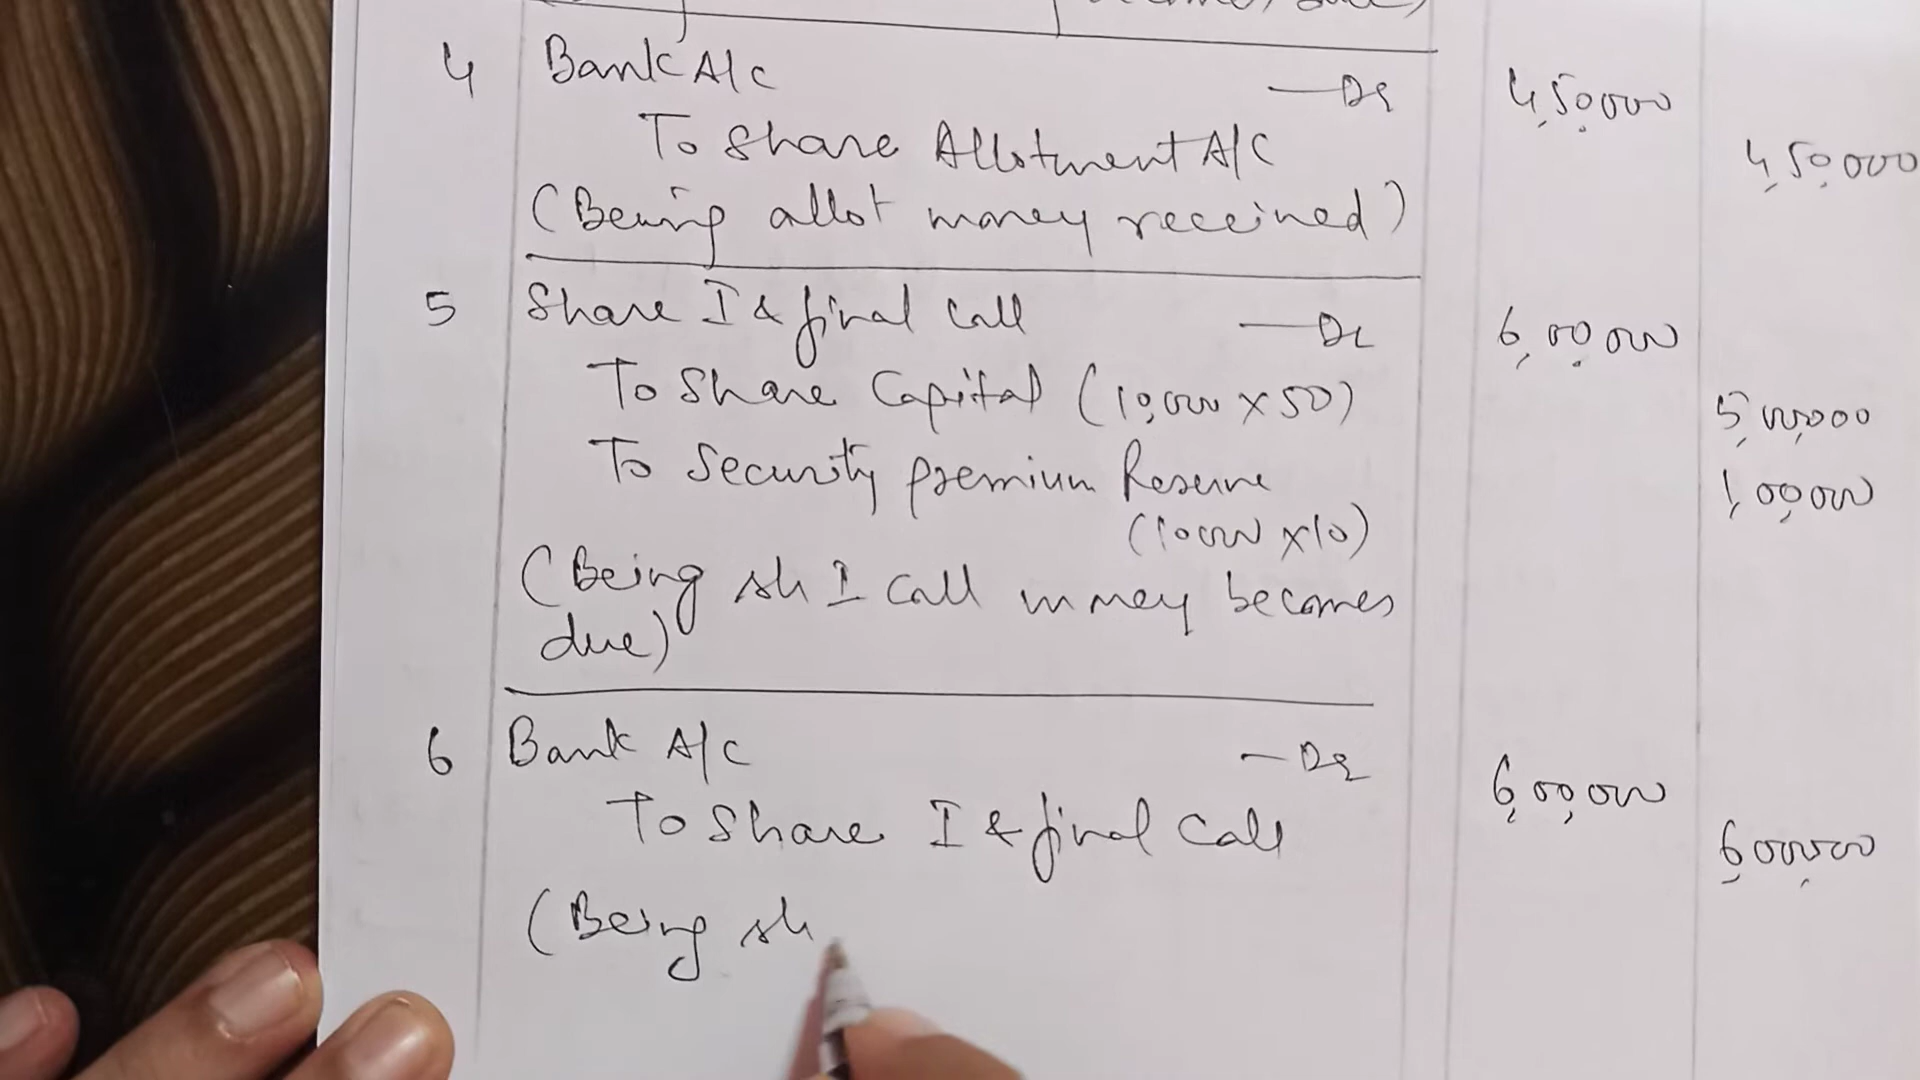 4 Bank A/c — Dr 4,50,000
To Share Allotment A/C 4,50,000
(Being allot money received)
5 Share I & final call — Dr 6,00,000
To Share Capital (10,000 x 50) 5,00,000
To Security premium Reserve 1,00,000
(10000 x 10)
(Being sh I call money becomes
due)
6 Bank A/C — Dr 6,00,000
To Share I & final Call 6,00,000
(Being sh